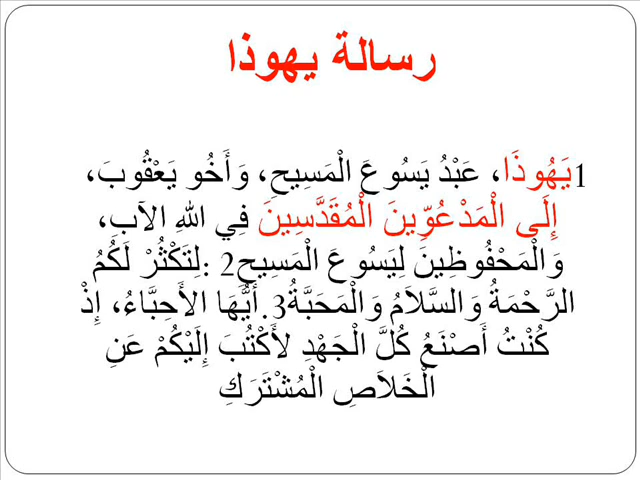 رسالة يهوذا
1يَهُوذَا، عَبْدُ يَسُوعَ الْمَسِيحِ، وَأَخُو يَعْقُوبَ،
إِلَى الْمَدْعُوِّينَ الْمُقَدَّسِينَ فِي اللهِ الآبِ،
وَالْمَحْفُوظِينَ لِيَسُوعَ الْمَسِيحِ2 :لِتَكْثُرْ لَكُمُ
الرَّحْمَةُ وَالسَّلاَمُ وَالْمَحَبَّةُ3.أَيُّهَا الأَحِبَّاءُ، إِذْ
كُنْتُ أَصْنَعُ كُلَّ الْجَهْدِ لأَكْتُبَ إِلَيْكُمْ عَنِ
الْخَلاَصِ الْمُشْتَرَكِ